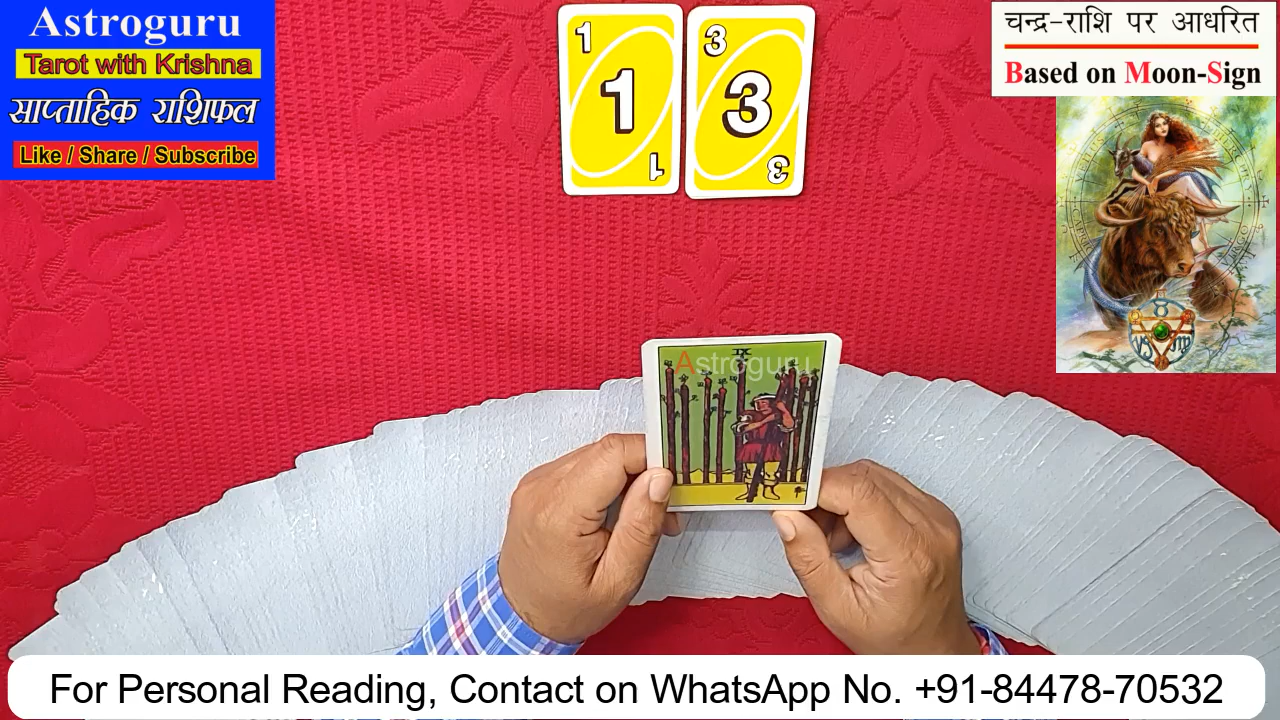 Astroguru
Tarot with Krishna
साप्ताहिक राशिफल
Like / Share / Subscribe
1
1
1
3
3
3
चन्द्र-राशि पर आधरित
Based on Moon-Sign
IX
Astroguru
For Personal Reading, Contact on WhatsApp No. +91-84478-70532